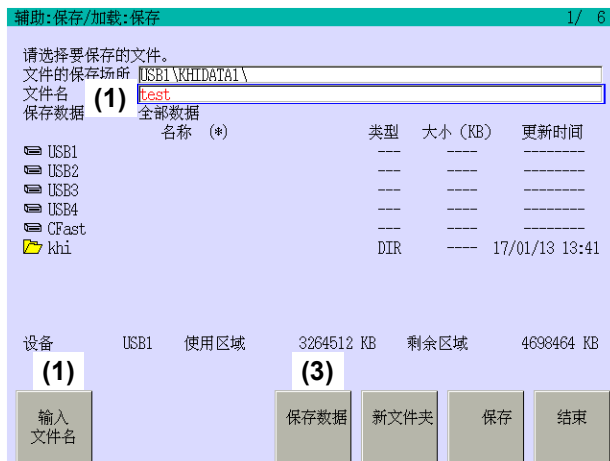 辅助:保存/加载:保存 1/ 6
请选择要保存的文件。
文件的保存场所 USB1\KHIDATA1\
文件名 (1) test
保存数据 全部数据
名称 (*) 类型 大小 (KB) 更新时间
USB1 --- ---- --------
USB2 --- ---- --------
USB3 --- ---- --------
USB4 --- ---- --------
CFast --- ---- --------
khi DIR ---- 17/01/13 13:41
设备 USB1 使用区域 3264512 KB 剩余区域 4698464 KB
(1) (3)
输入
文件名
保存数据
新文件夹
保存
结束